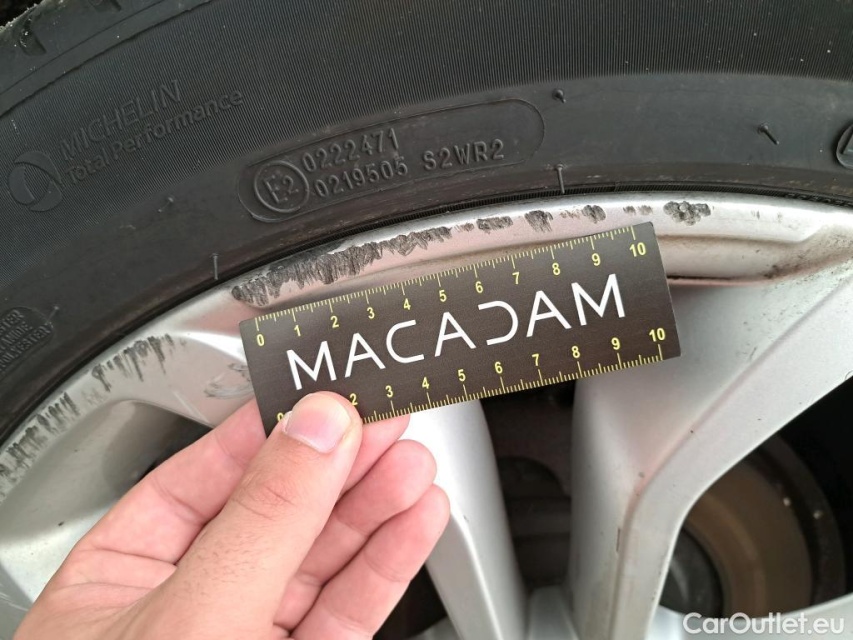 MICHELIN
Total Performance
E2
0222471
0219505 S2WR2
0 1 2 3 4 5 6 7 8 9 10
MACADAM
0 2 3 4 5 6 7 8 9 10
CarOutlet.eu